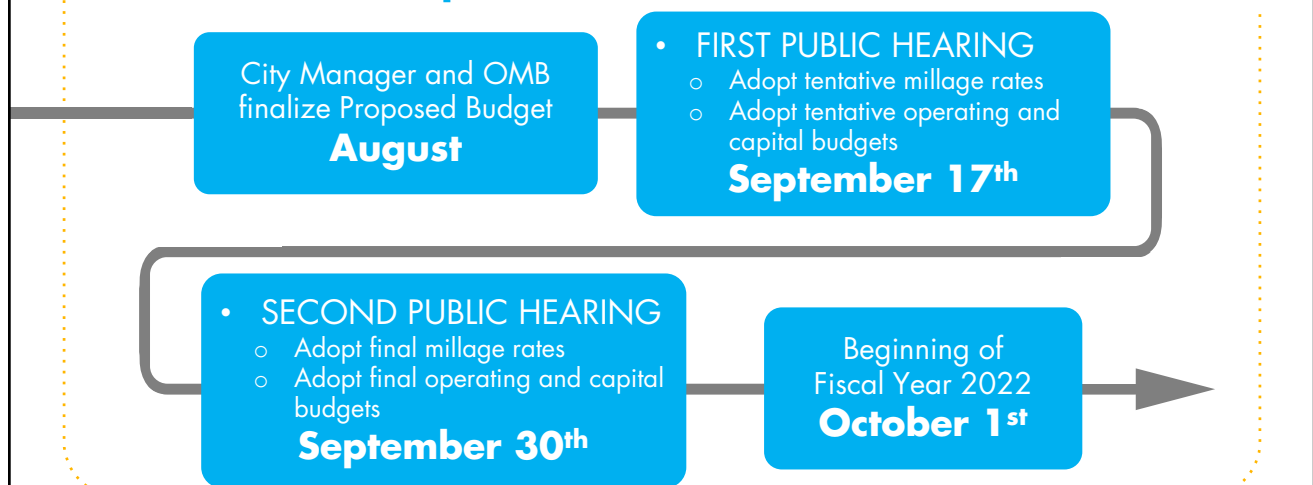 City Manager and OMB
finalize Proposed Budget
August
• FIRST PUBLIC HEARING
o Adopt tentative millage rates
o Adopt tentative operating and
capital budgets
September 17th
• SECOND PUBLIC HEARING
o Adopt final millage rates
o Adopt final operating and capital
budgets
September 30th
Beginning of
Fiscal Year 2022
October 1st